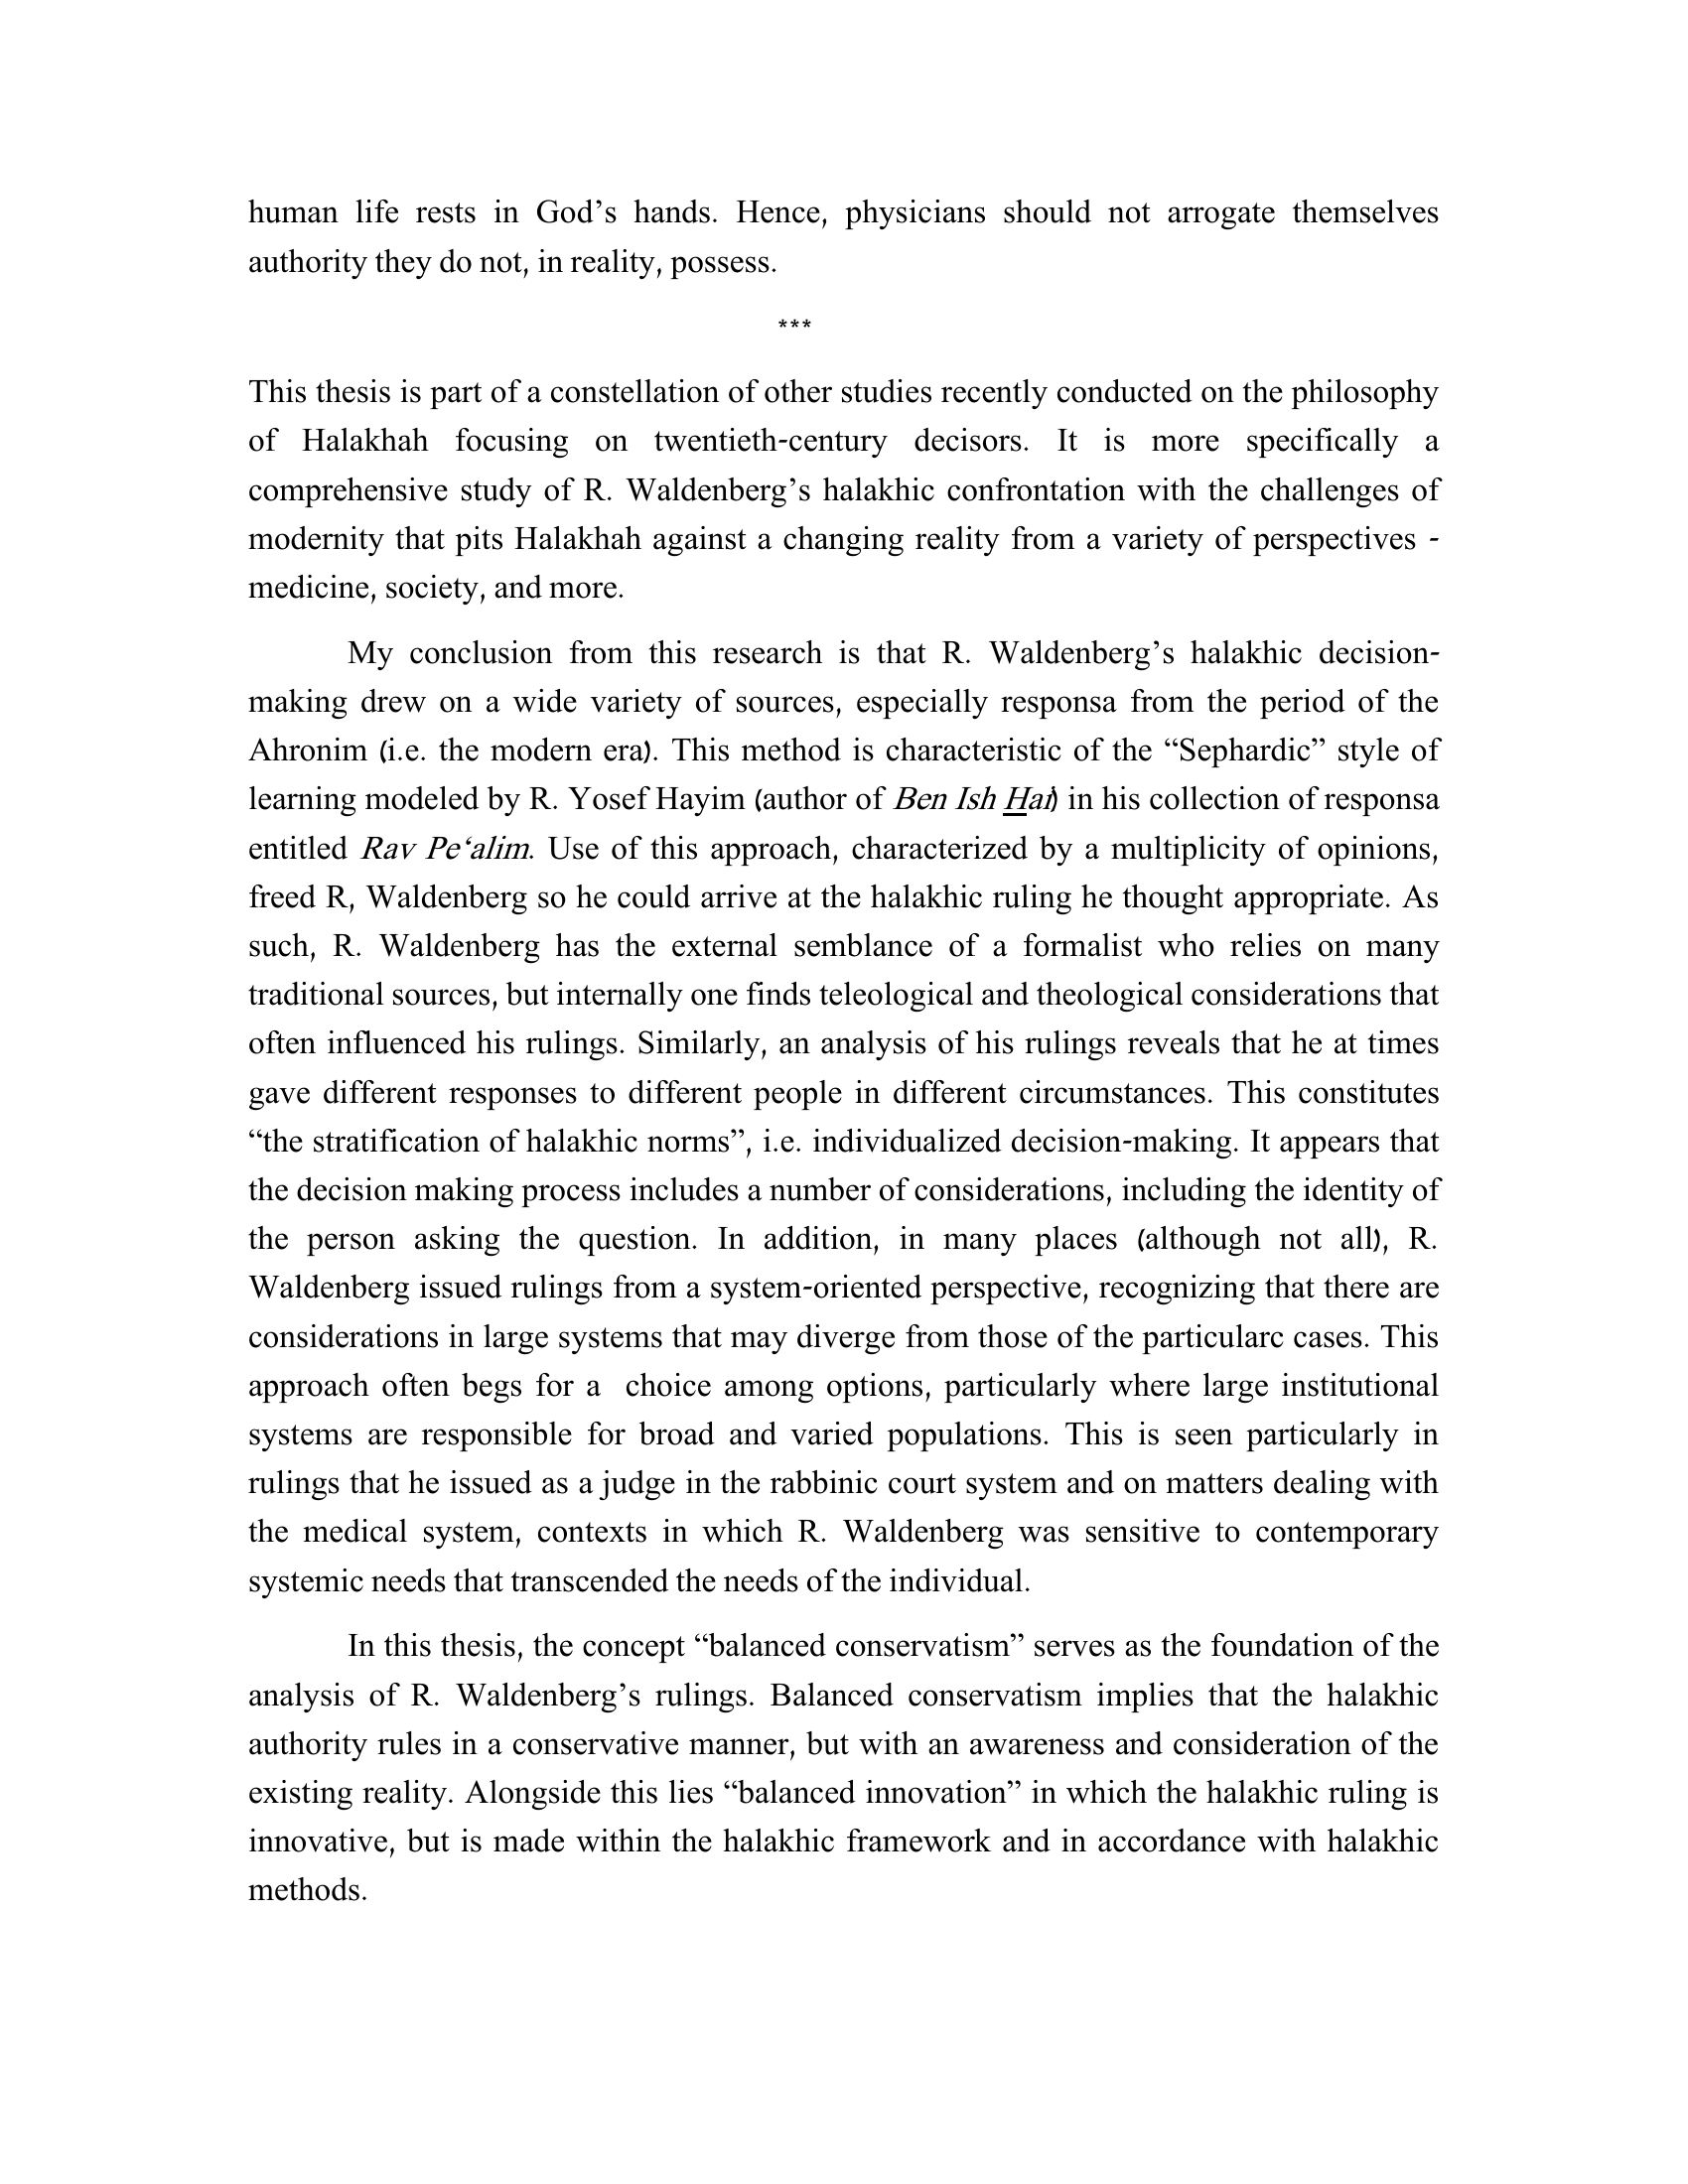 human life rests in God’s hands. Hence, physicians should not arrogate themselves
authority they do not, in reality, possess.
***
This thesis is part of a constellation of other studies recently conducted on the philosophy
of Halakhah focusing on twentieth-century decisors. It is more specifically a
comprehensive study of R. Waldenberg’s halakhic confrontation with the challenges of
modernity that pits Halakhah against a changing reality from a variety of perspectives -
medicine, society, and more.
My conclusion from this research is that R. Waldenberg’s halakhic decision-
making drew on a wide variety of sources, especially responsa from the period of the
Ahronim (i.e. the modern era). This method is characteristic of the “Sephardic” style of
learning modeled by R. Yosef Hayim (author of Ben Ish Hai) in his collection of responsa
entitled Rav Pe‘alim. Use of this approach, characterized by a multiplicity of opinions,
freed R, Waldenberg so he could arrive at the halakhic ruling he thought appropriate. As
such, R. Waldenberg has the external semblance of a formalist who relies on many
traditional sources, but internally one finds teleological and theological considerations that
often influenced his rulings. Similarly, an analysis of his rulings reveals that he at times
gave different responses to different people in different circumstances. This constitutes
“the stratification of halakhic norms”, i.e. individualized decision-making. It appears that
the decision making process includes a number of considerations, including the identity of
the person asking the question. In addition, in many places (although not all), R.
Waldenberg issued rulings from a system-oriented perspective, recognizing that there are
considerations in large systems that may diverge from those of the particularc cases. This
approach often begs for a  choice among options, particularly where large institutional
systems are responsible for broad and varied populations. This is seen particularly in
rulings that he issued as a judge in the rabbinic court system and on matters dealing with
the medical system, contexts in which R. Waldenberg was sensitive to contemporary
systemic needs that transcended the needs of the individual.
In this thesis, the concept “balanced conservatism” serves as the foundation of the
analysis of R. Waldenberg’s rulings. Balanced conservatism implies that the halakhic
authority rules in a conservative manner, but with an awareness and consideration of the
existing reality. Alongside this lies “balanced innovation” in which the halakhic ruling is
innovative, but is made within the halakhic framework and in accordance with halakhic
methods.